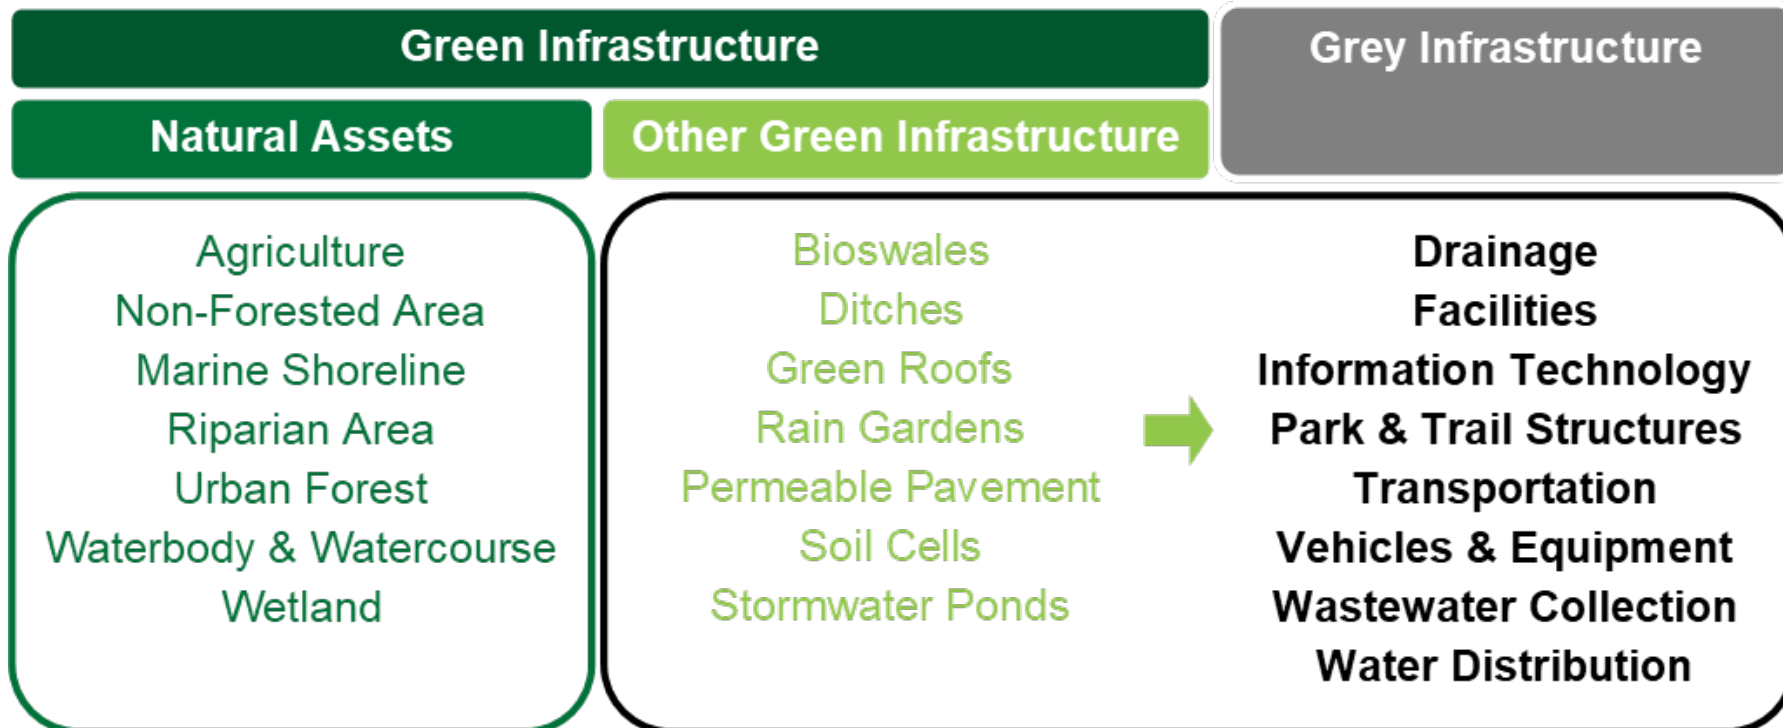 Green Infrastructure
Grey Infrastructure
Natural Assets
Other Green Infrastructure
Agriculture
Non-Forested Area
Marine Shoreline
Riparian Area
Urban Forest
Waterbody & Watercourse
Wetland
Bioswales
Ditches
Green Roofs
Rain Gardens
Permeable Pavement
Soil Cells
Stormwater Ponds
Drainage
Facilities
Information Technology
Park & Trail Structures
Transportation
Vehicles & Equipment
Wastewater Collection
Water Distribution